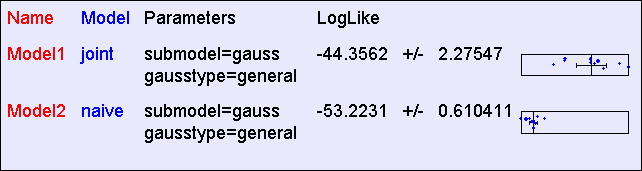 Name Model Parameters LogLike
Model1 joint submodel=gauss -44.3562 +/- 2.27547
gausstype=general
Model2 naive submodel=gauss -53.2231 +/- 0.610411
gausstype=general